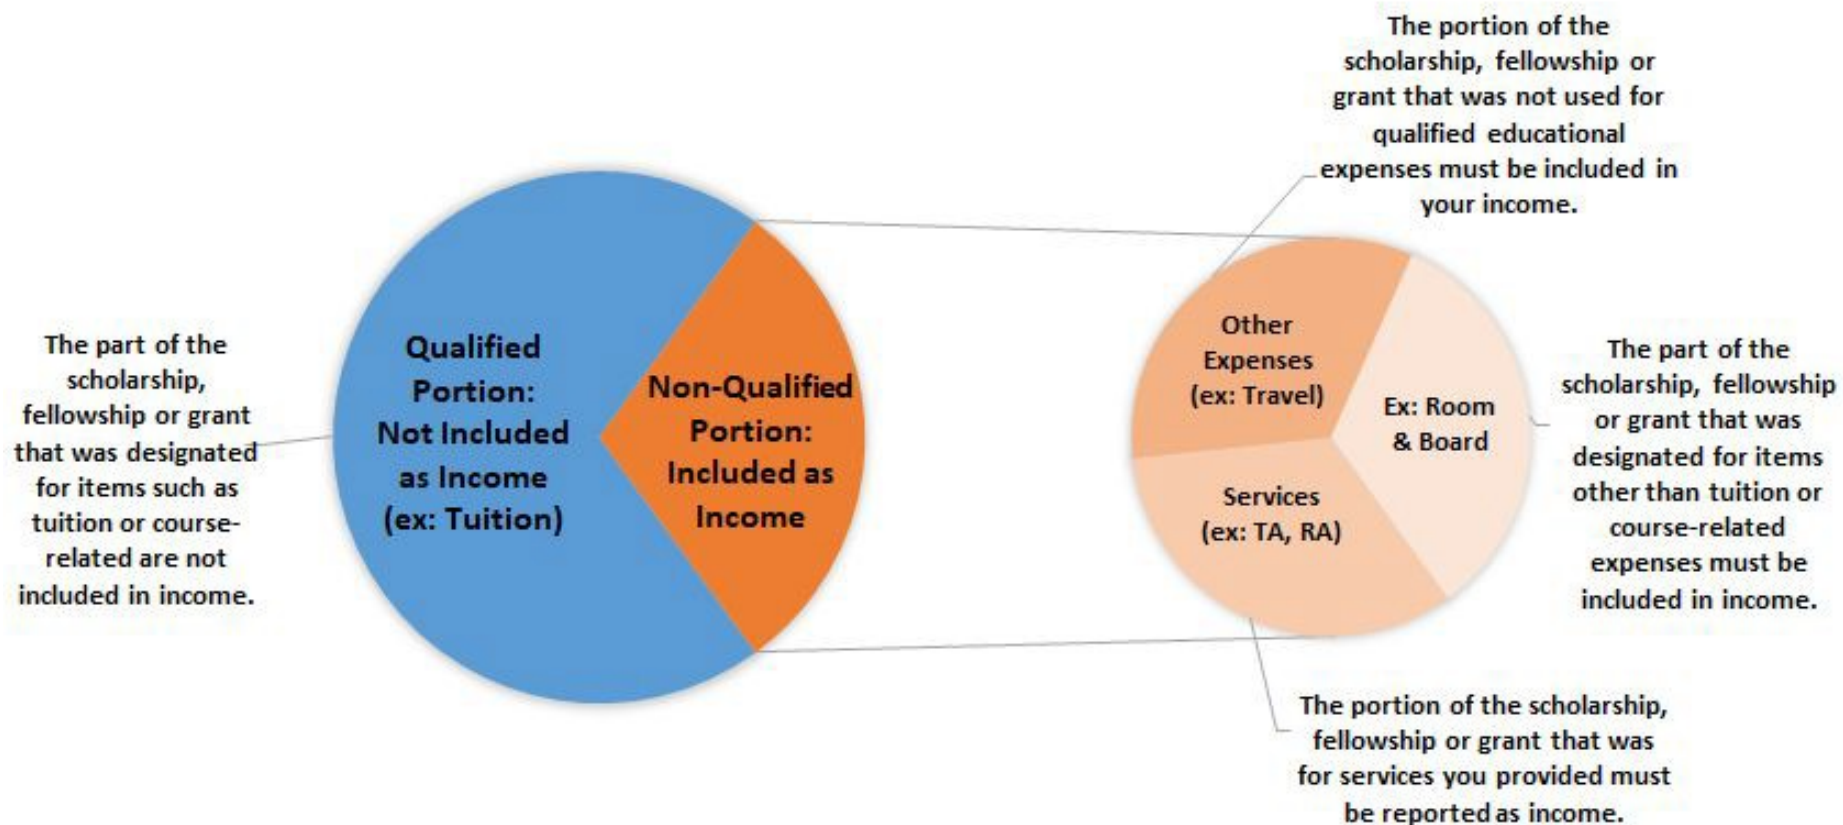 The part of the
scholarship,
fellowship or grant
that was designated
for items such as
tuition or course-
related are not
included in income.
Qualified
Portion:
Not Included
as Income
(ex: Tuition)
Non-Qualified
Portion:
Included as
Income
The portion of the
scholarship, fellowship or
grant that was not used for
qualified educational
expenses must be included in
your income.
Other
Expenses
(ex: Travel)
Ex: Room
& Board
Services
(ex: TA, RA)
The part of the
scholarship, fellowship
or grant that was
designated for items
other than tuition or
course-related
expenses must be
included in income.
The portion of the scholarship,
fellowship or grant that was
for services you provided must
be reported as income.